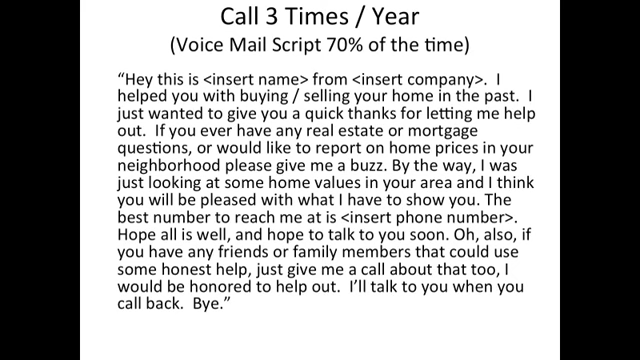 Call 3 Times / Year
(Voice Mail Script 70% of the time)
“Hey this is <insert name> from <insert company>.  I
helped you with buying / selling your home in the past.  I
just wanted to give you a quick thanks for letting me help
out.  If you ever have any real estate or mortgage
questions, or would like to report on home prices in your
neighborhood please give me a buzz. By the way, I was
just looking at some home values in your area and I think
you will be pleased with what I have to show you. The
best number to reach me at is <insert phone number>.
Hope all is well, and hope to talk to you soon. Oh, also, if
you have any friends or family members that could use
some honest help, just give me a call about that too, I
would be honored to help out.  I’ll talk to you when you
call back.  Bye.”